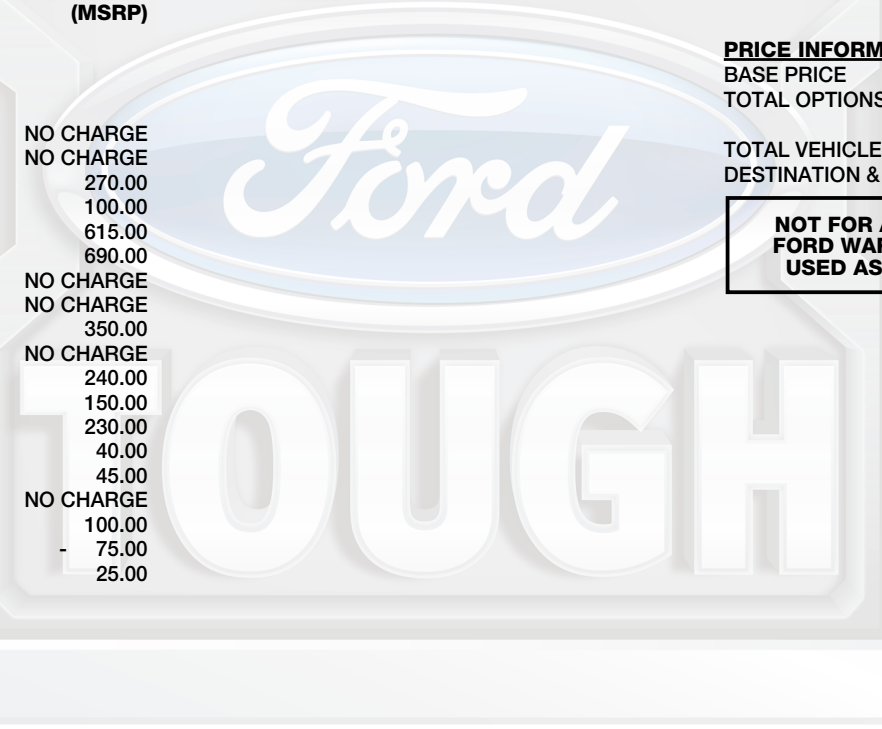 (MSRP)
NO CHARGE
NO CHARGE
270.00
100.00
615.00
690.00
NO CHARGE
NO CHARGE
350.00
NO CHARGE
240.00
150.00
230.00
40.00
45.00
NO CHARGE
100.00
- 75.00
25.00
Ford
TOUGH
PRICE INFORM
BASE PRICE
TOTAL OPTIONS
TOTAL VEHICLE
DESTINATION &
NOT FOR A
FORD WAR
USED AS